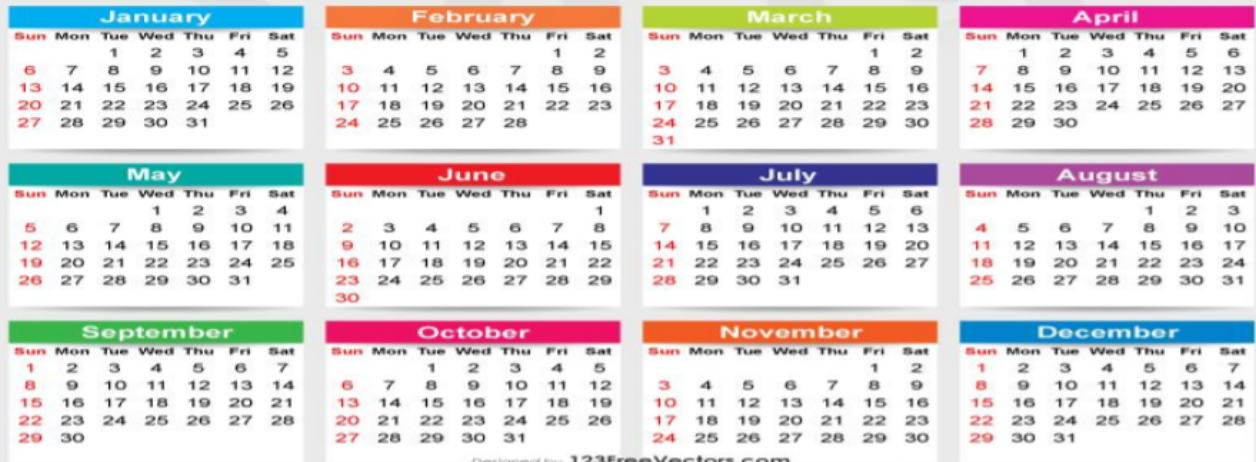 January February March April
Sun Mon Tue Wed Thu Fri Sat Sun Mon Tue Wed Thu Fri Sat Sun Mon Tue Wed Thu Fri Sat Sun Mon Tue Wed Thu Fri Sat
1 2 3 4 5 1 2 1 2 1 2 3 4 5 6
6 7 8 9 10 11 12 3 4 5 6 7 8 9 3 4 5 6 7 8 9 7 8 9 10 11 12 13
13 14 15 16 17 18 19 10 11 12 13 14 15 16 10 11 12 13 14 15 16 14 15 16 17 18 19 20
20 21 22 23 24 25 26 17 18 19 20 21 22 23 17 18 19 20 21 22 23 21 22 23 24 25 26 27
27 28 29 30 31 24 25 26 27 28 24 25 26 27 28 29 30 28 29 30
31
May June July August
Sun Mon Tue Wed Thu Fri Sat Sun Mon Tue Wed Thu Fri Sat Sun Mon Tue Wed Thu Fri Sat Sun Mon Tue Wed Thu Fri Sat
1 2 3 4 1 1 2 3 4 5 6 1 2 3
5 6 7 8 9 10 11 2 3 4 5 6 7 8 7 8 9 10 11 12 13 4 5 6 7 8 9 10
12 13 14 15 16 17 18 9 10 11 12 13 14 15 14 15 16 17 18 19 20 11 12 13 14 15 16 17
19 20 21 22 23 24 25 16 17 18 19 20 21 22 21 22 23 24 25 26 27 18 19 20 21 22 23 24
26 27 28 29 30 31 23 24 25 26 27 28 29 28 29 30 31 25 26 27 28 29 30 31
30
September October November December
Sun Mon Tue Wed Thu Fri Sat Sun Mon Tue Wed Thu Fri Sat Sun Mon Tue Wed Thu Fri Sat Sun Mon Tue Wed Thu Fri Sat
1 2 3 4 5 6 7 1 2 3 4 5 1 2 1 2 3 4 5 6 7
8 9 10 11 12 13 14 6 7 8 9 10 11 12 3 4 5 6 7 8 9 8 9 10 11 12 13 14
15 16 17 18 19 20 21 13 14 15 16 17 18 19 10 11 12 13 14 15 16 15 16 17 18 19 20 21
22 23 24 25 26 27 28 20 21 22 23 24 25 26 17 18 19 20 21 22 23 22 23 24 25 26 27 28
29 30 27 28 29 30 31 24 25 26 27 28 29 30 29 30 31
Designed by 123FreeVectors.com